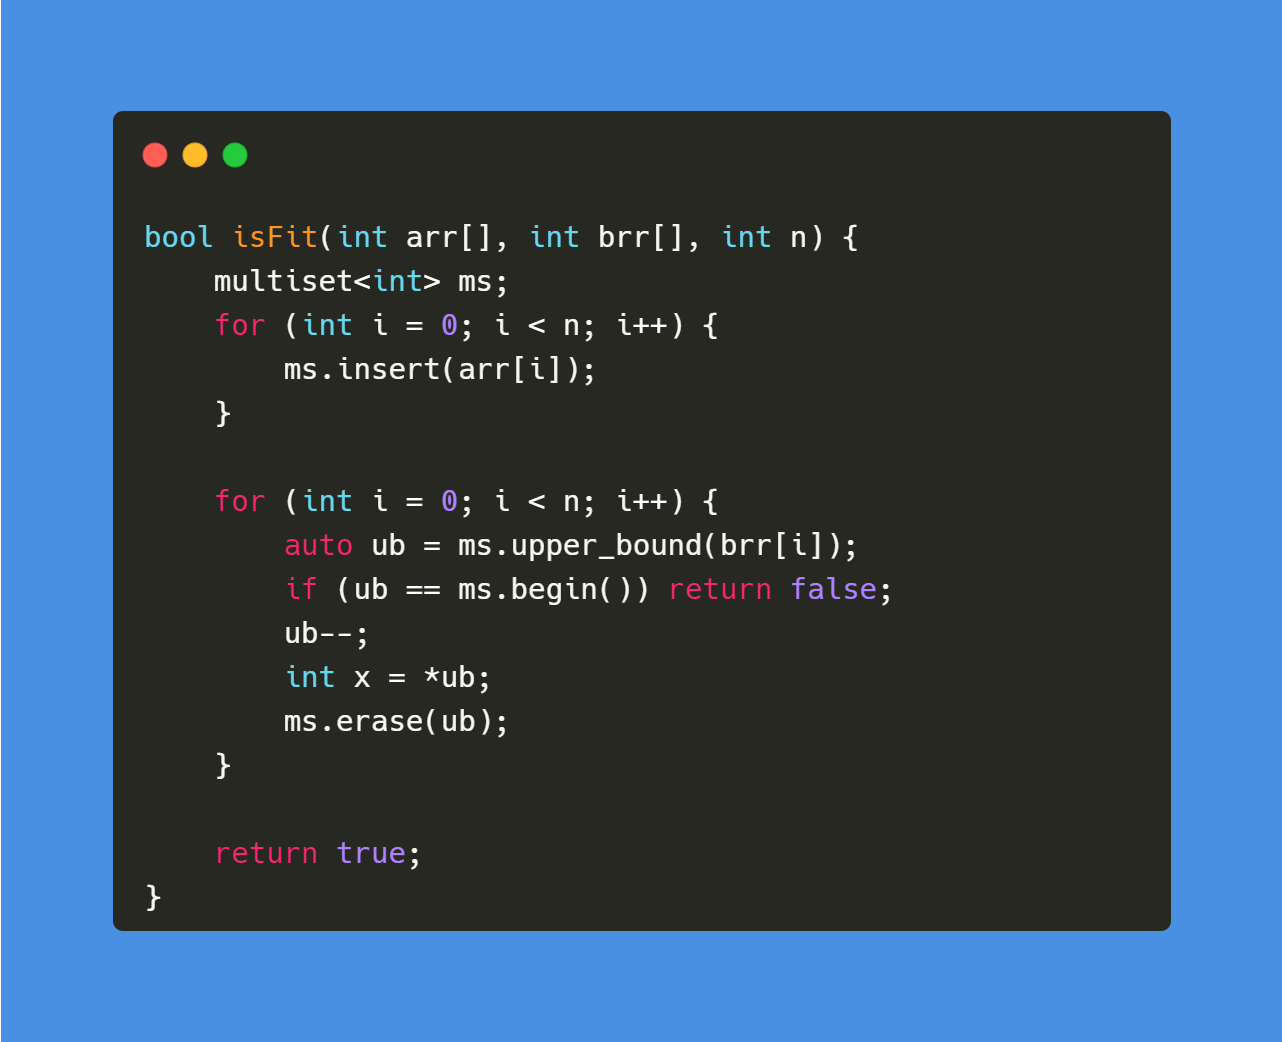 bool isFit(int arr[], int brr[], int n) {
    multiset<int> ms;
    for (int i = 0; i < n; i++) {
        ms.insert(arr[i]);
    }

    for (int i = 0; i < n; i++) {
        auto ub = ms.upper_bound(brr[i]);
        if (ub == ms.begin()) return false;
        ub--;
        int x = *ub;
        ms.erase(ub);
    }

    return true;
}